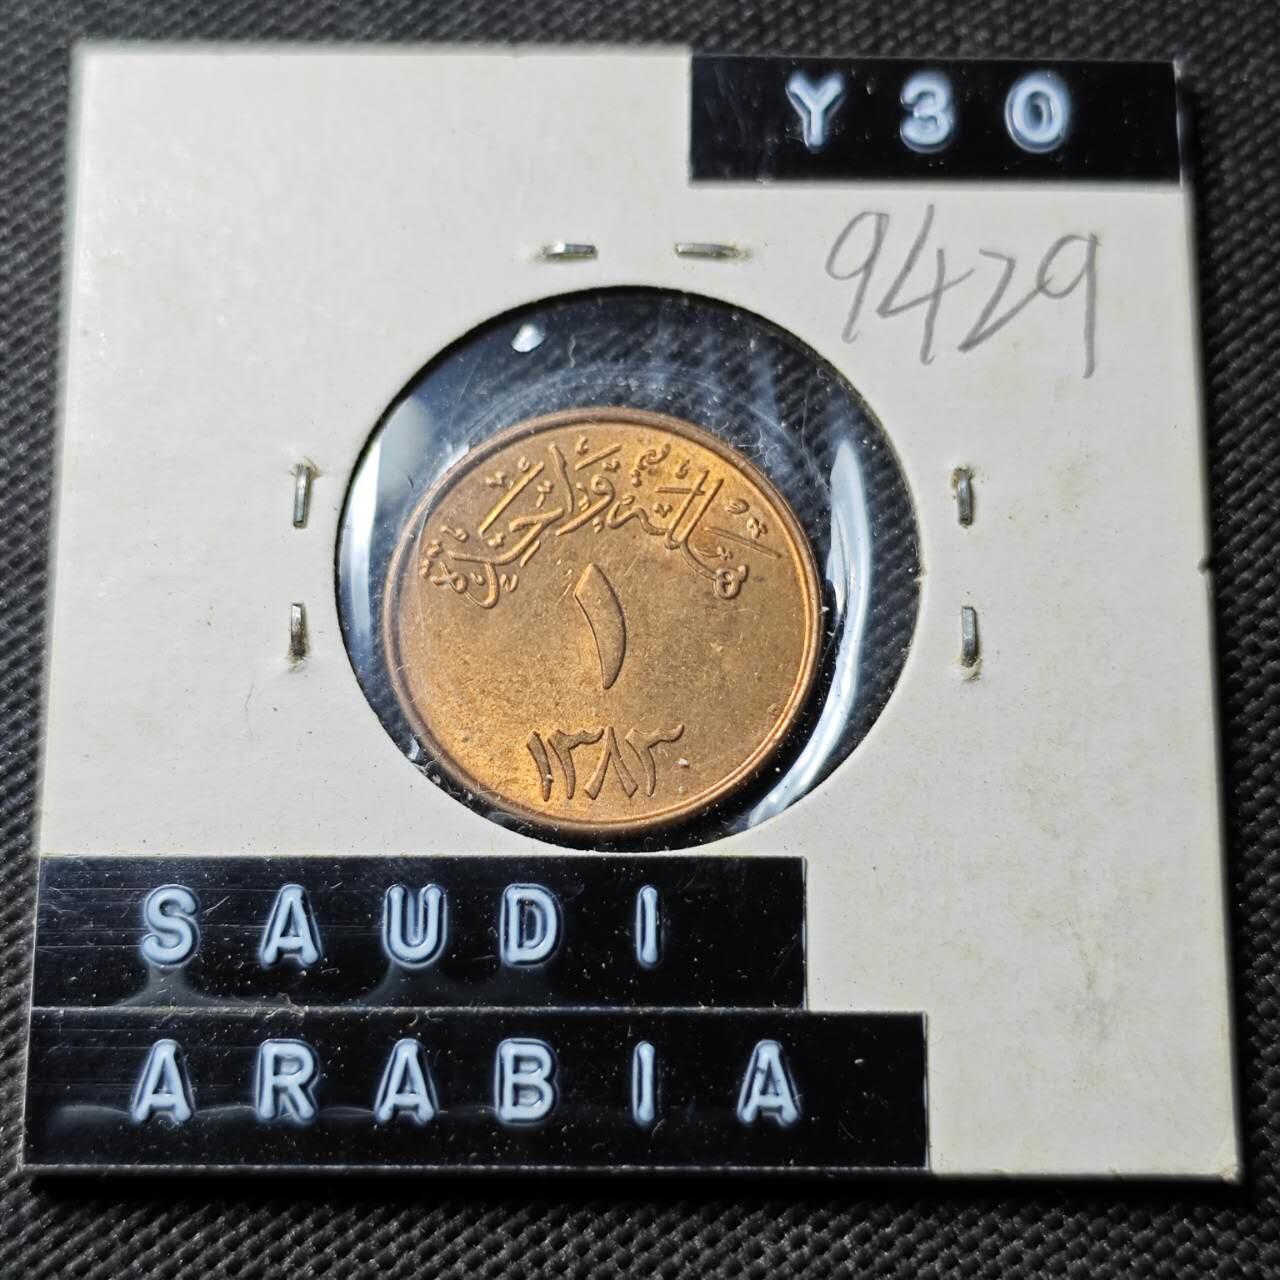 Y30
9429
هللة واحدة
١
١٣٨٣
SAUDI
ARABIA